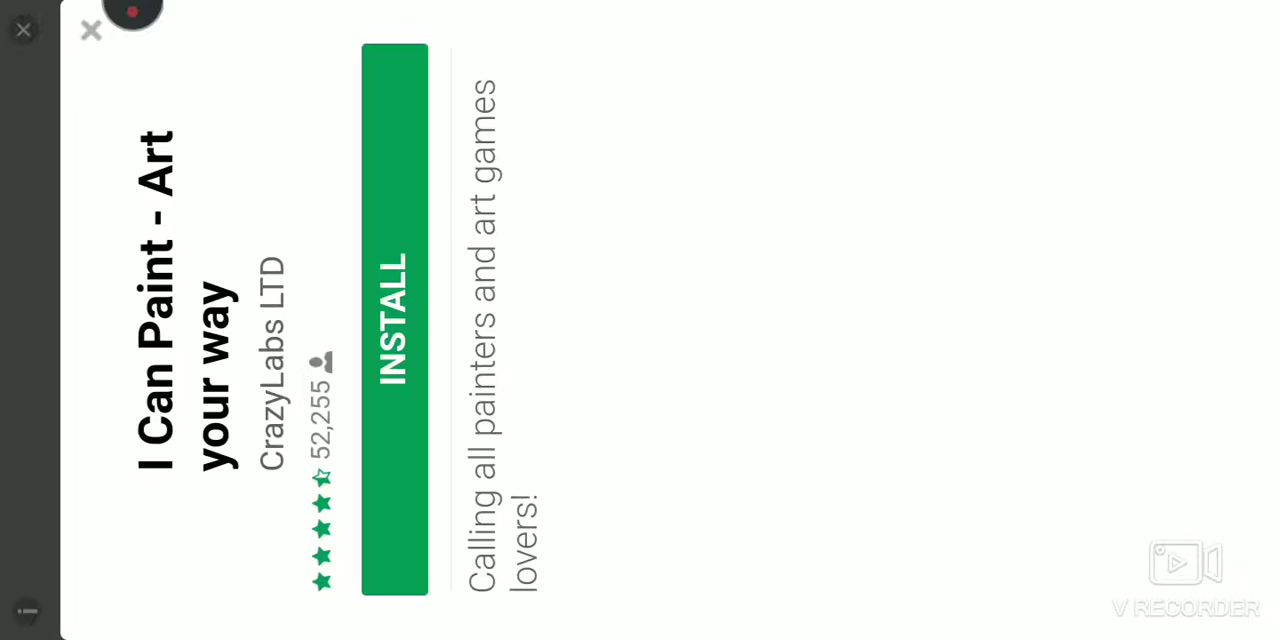 I Can Paint - Art
your way
CrazyLabs LTD
52,255
INSTALL
Calling all painters and art games
lovers!
V RECORDER